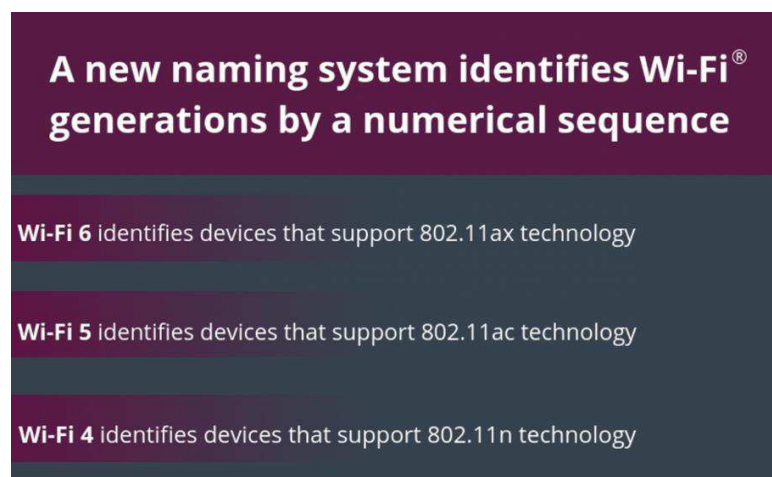 A new naming system identifies Wi-Fi®
generations by a numerical sequence
Wi-Fi 6 identifies devices that support 802.11ax technology
Wi-Fi 5 identifies devices that support 802.11ac technology
Wi-Fi 4 identifies devices that support 802.11n technology